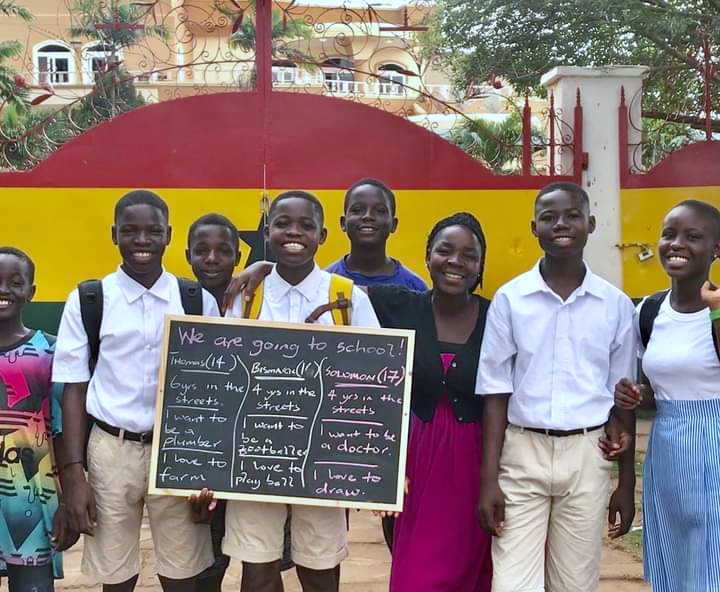 We are going to school!
Thomas (14)
6yrs in the
streets.
I want to
be a
plumber
I love to
farm
Bismark (16)
4 yrs in the
streets
I want to
be a
footballer
I love to
play ball
SOLOMON (17)
4 yrs in the
streets
I want to be
a doctor.
I love to
draw.